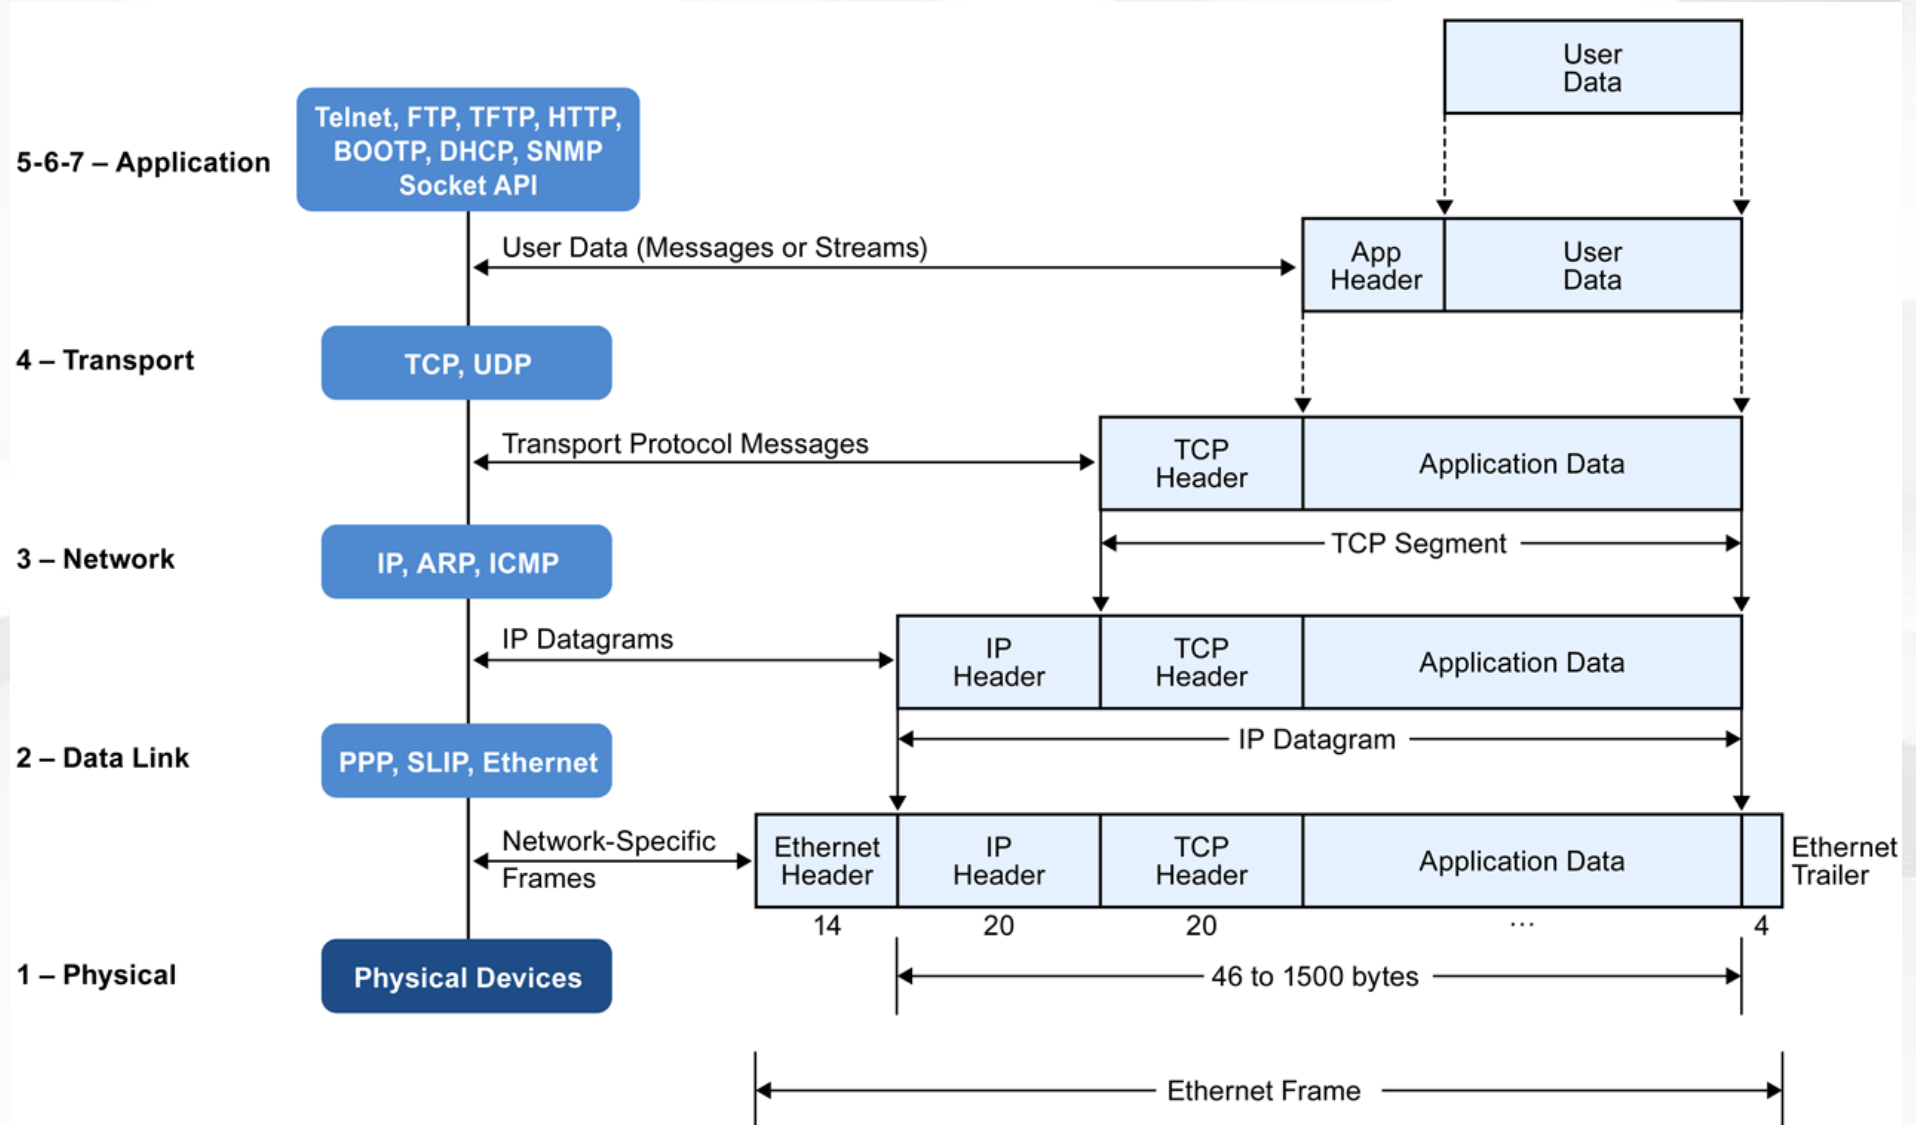 User
Data
Telnet, FTP, TFTP, HTTP,
BOOTP, DHCP, SNMP
Socket API
5-6-7 – Application
User Data (Messages or Streams)
App
Header
User
Data
4 – Transport
TCP, UDP
Transport Protocol Messages
TCP
Header
Application Data
TCP Segment
3 – Network
IP, ARP, ICMP
IP Datagrams
IP
Header
TCP
Header
Application Data
IP Datagram
2 – Data Link
PPP, SLIP, Ethernet
Network-Specific
Frames
Ethernet
Header
IP
Header
TCP
Header
Application Data
Ethernet
Trailer
14
20
20
...
4
1 – Physical
Physical Devices
46 to 1500 bytes
Ethernet Frame